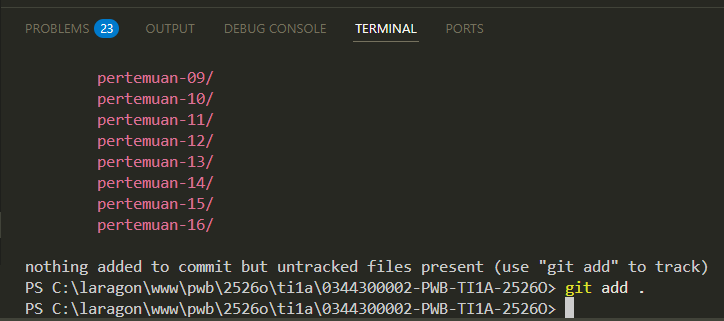 PROBLEMS 23 OUTPUT DEBUG CONSOLE TERMINAL PORTS
pertemuan-09/
pertemuan-10/
pertemuan-11/
pertemuan-12/
pertemuan-13/
pertemuan-14/
pertemuan-15/
pertemuan-16/
nothing added to commit but untracked files present (use "git add" to track)
PS C:\laragon\www\pwb\2526o\ti1a\0344300002-PWB-TI1A-2526O> git add .
PS C:\laragon\www\pwb\2526o\ti1a\0344300002-PWB-TI1A-2526O>